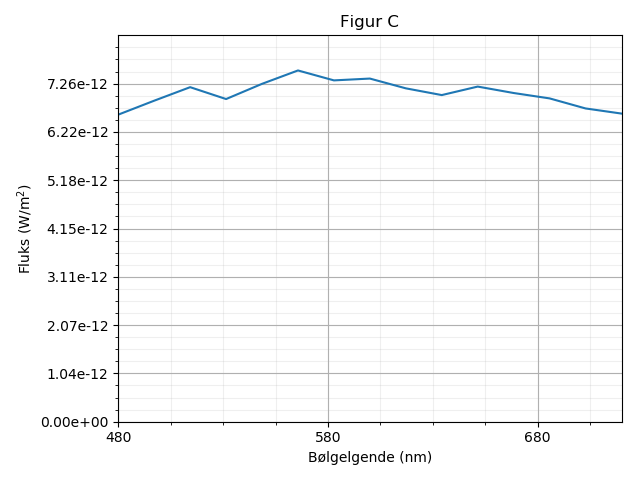 Figur C
7.26e-12
6.22e-12
5.18e-12
4.15e-12
3.11e-12
2.07e-12
1.04e-12
0.00e+00
Fluks (W/m²)
480 580 680
Bølgelgende (nm)